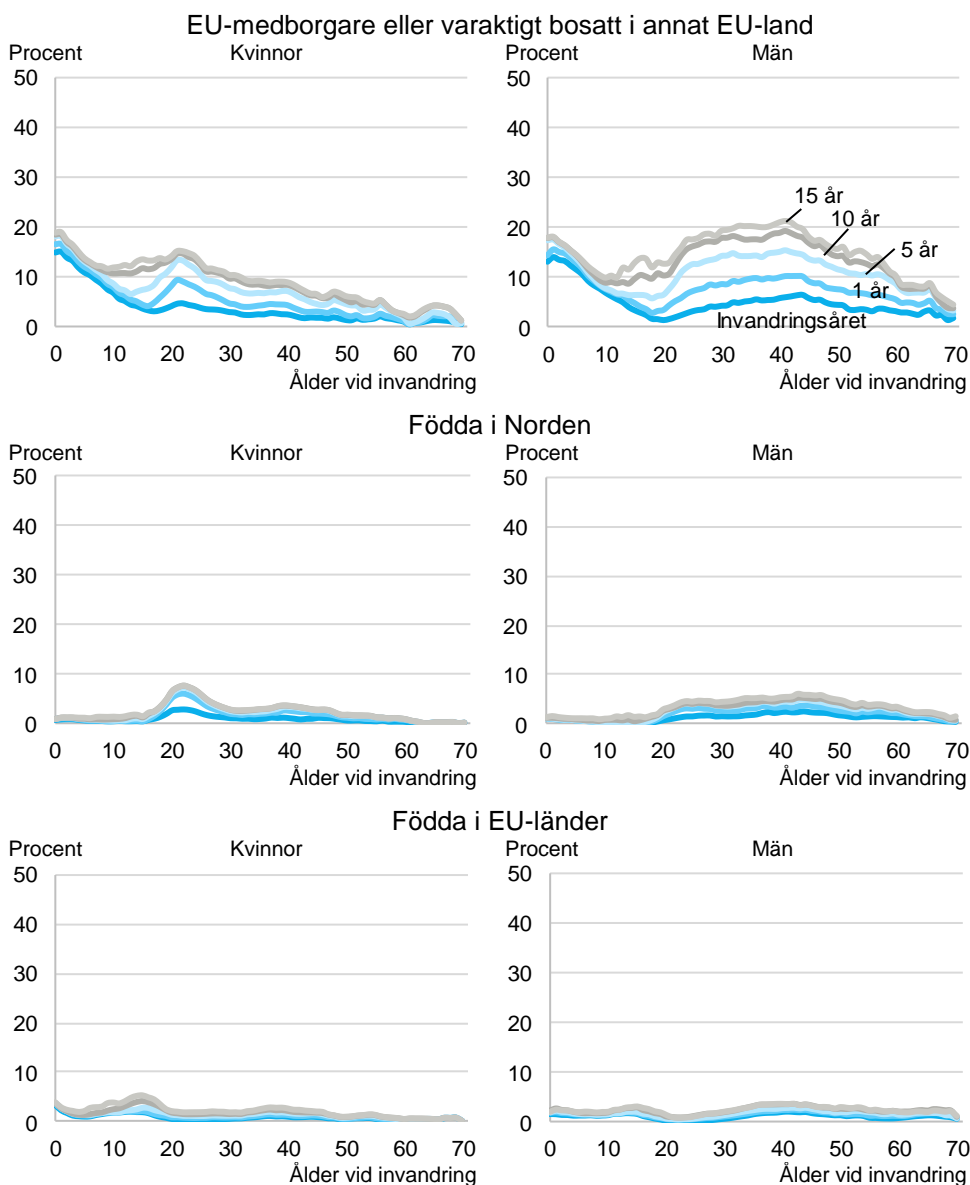 EU-medborgare eller varaktigt bosatt i annat EU-land
Procent Kvinnor Procent Män
50 50
40 40
30 30
15 år
20 20
10 år
5 år
10 10
1 år
Invandringsåret
0 0
0 10 20 30 40 50 60 70 0 10 20 30 40 50 60 70
Ålder vid invandring Ålder vid invandring
Födda i Norden
Procent Kvinnor Procent Män
50 50
40 40
30 30
20 20
10 10
0 0
0 10 20 30 40 50 60 70 0 10 20 30 40 50 60 70
Ålder vid invandring Ålder vid invandring
Födda i EU-länder
Procent Kvinnor Procent Män
50 50
40 40
30 30
20 20
10 10
0 0
0 10 20 30 40 50 60 70 0 10 20 30 40 50 60 70
Ålder vid invandring Ålder vid invandring